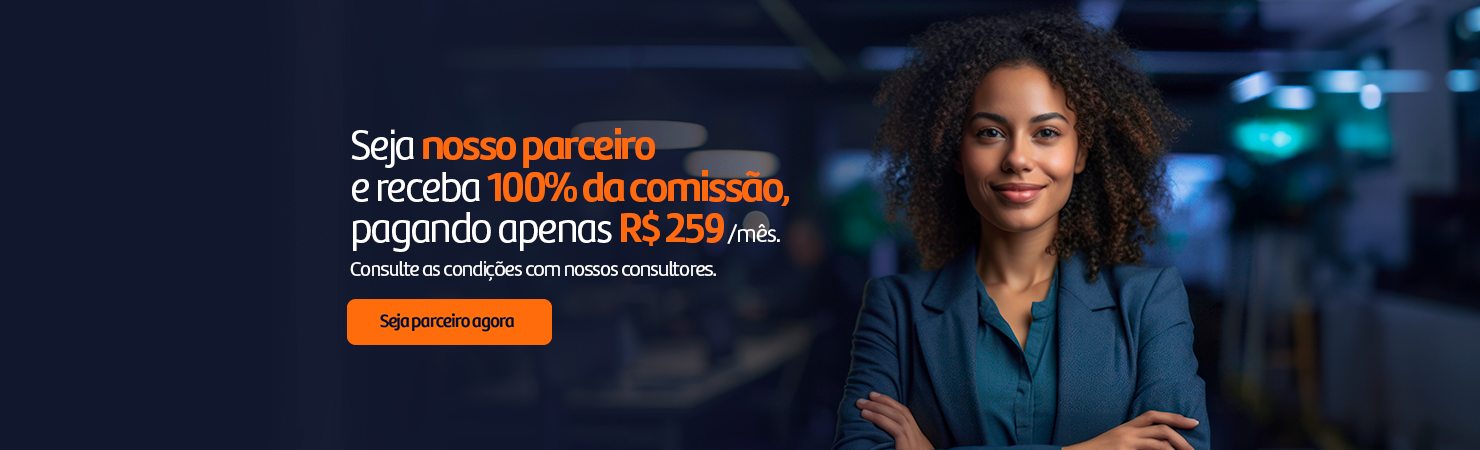 Seja nosso parceiro
e receba 100% da comissão,
pagando apenas R$ 259 /mês.
Consulte as condições com nossos consultores.
Seja parceiro agora